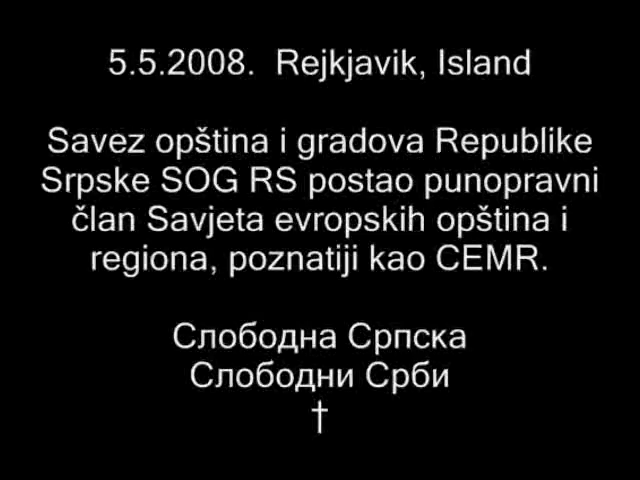 5.5.2008.  Rejkjavik, Island
Savez opština i gradova Republike
Srpske SOG RS postao punopravni
član Savjeta evropskih opština i
regiona, poznatiji kao CEMR.
Слободна Српска
Слободни Срби
†